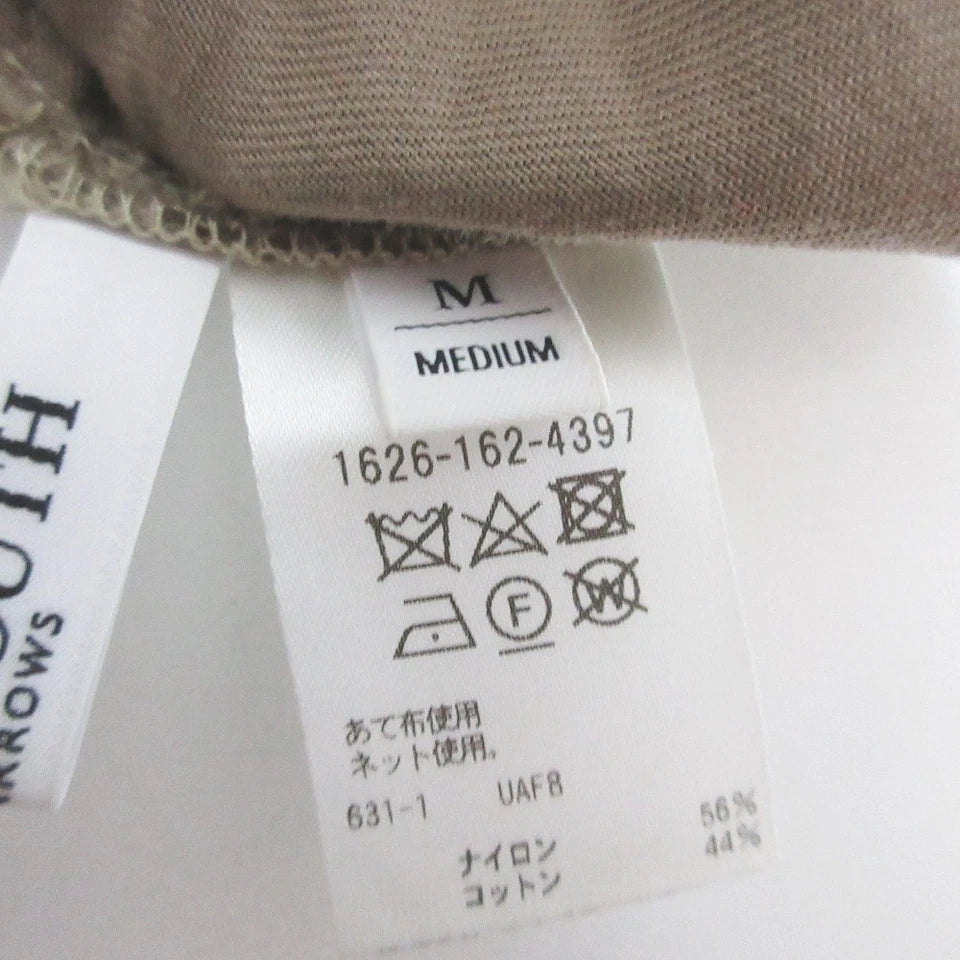 M
MEDIUM
1626-162-4397
F
W
あて布使用
ネット使用。
631-1 UAF8
ナイロン 56%
コットン 44%